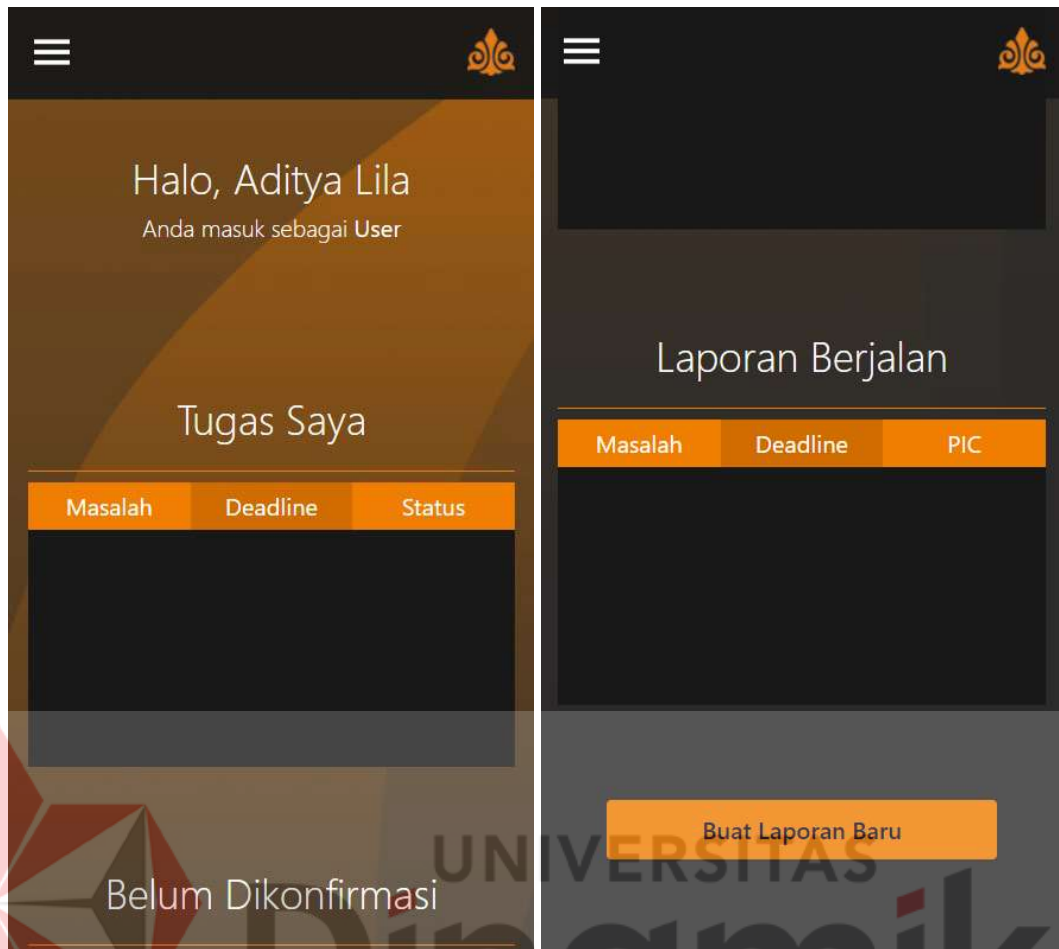 Halo, Aditya Lila
Anda masuk sebagai User
Tugas Saya
Masalah Deadline Status
Belum Dikonfirmasi
Laporan Berjalan
Masalah Deadline PIC
Buat Laporan Baru
UNIVERSITAS
Dinamik